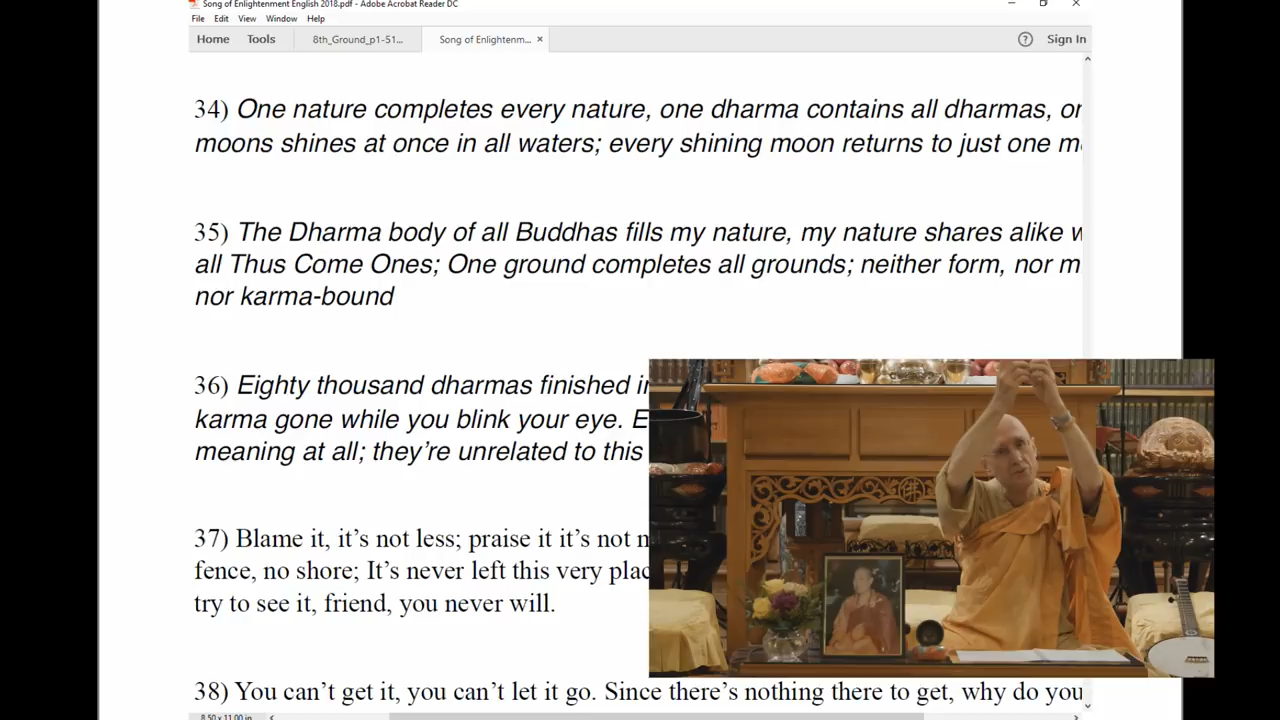 Song of Enlightenment English 2018.pdf - Adobe Acrobat Reader DC
File Edit View Window Help
Home Tools 8th_Ground_p1-51... Song of Enlightenm... × ? Sign In
34) One nature completes every nature, one dharma contains all dharmas,
moons shines at once in all waters; every shining moon returns to just one
35) The Dharma body of all Buddhas fills my nature, my nature shares alike
all Thus Come Ones; One ground completes all grounds; neither form, nor
nor karma-bound
36) Eighty thousand dharmas finished
karma gone while you blink your eye.
meaning at all; they're unrelated to this
37) Blame it, it's not less; praise it it's not
fence, no shore; It's never left this very
try to see it, friend, you never will.
38) You can't get it, you can't let it go. Since there's nothing there to get, why do you
8.50 x 11.00 in
佛